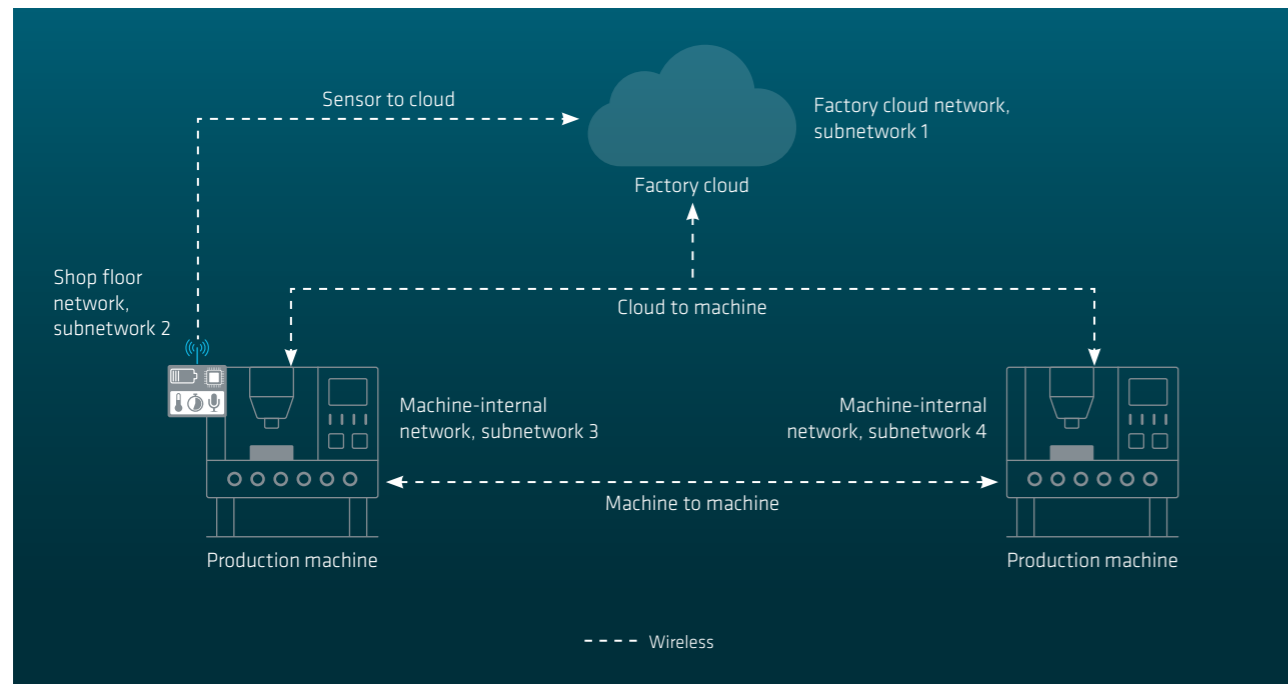 Sensor to cloud
Factory cloud network,
subnetwork 1
Factory cloud
Shop floor
network,
subnetwork 2
Cloud to machine
Machine-internal
network, subnetwork 3
Machine-internal
network, subnetwork 4
Machine to machine
Production machine
Production machine
Wireless